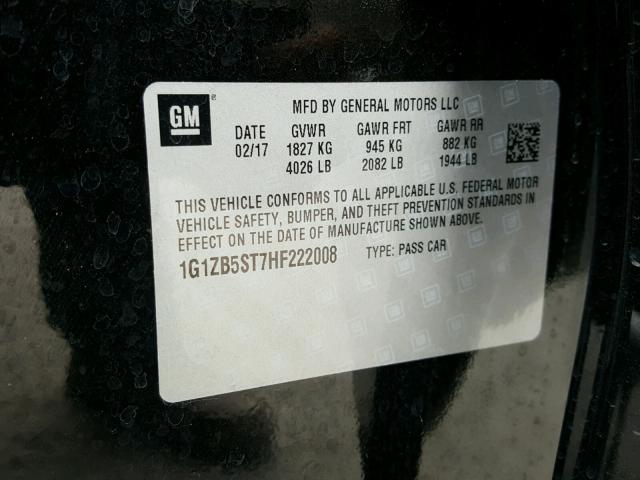 GM
MFD BY GENERAL MOTORS LLC
DATE GVWR GAWR FRT GAWR RR
02/17 1827 KG 945 KG 882 KG
4026 LB 2082 LB 1944 LB
THIS VEHICLE CONFORMS TO ALL APPLICABLE U.S. FEDERAL MOTOR
VEHICLE SAFETY, BUMPER, AND THEFT PREVENTION STANDARDS IN
EFFECT ON THE DATE OF MANUFACTURE SHOWN ABOVE.
1G1ZB5ST7HF222008 TYPE: PASS CAR